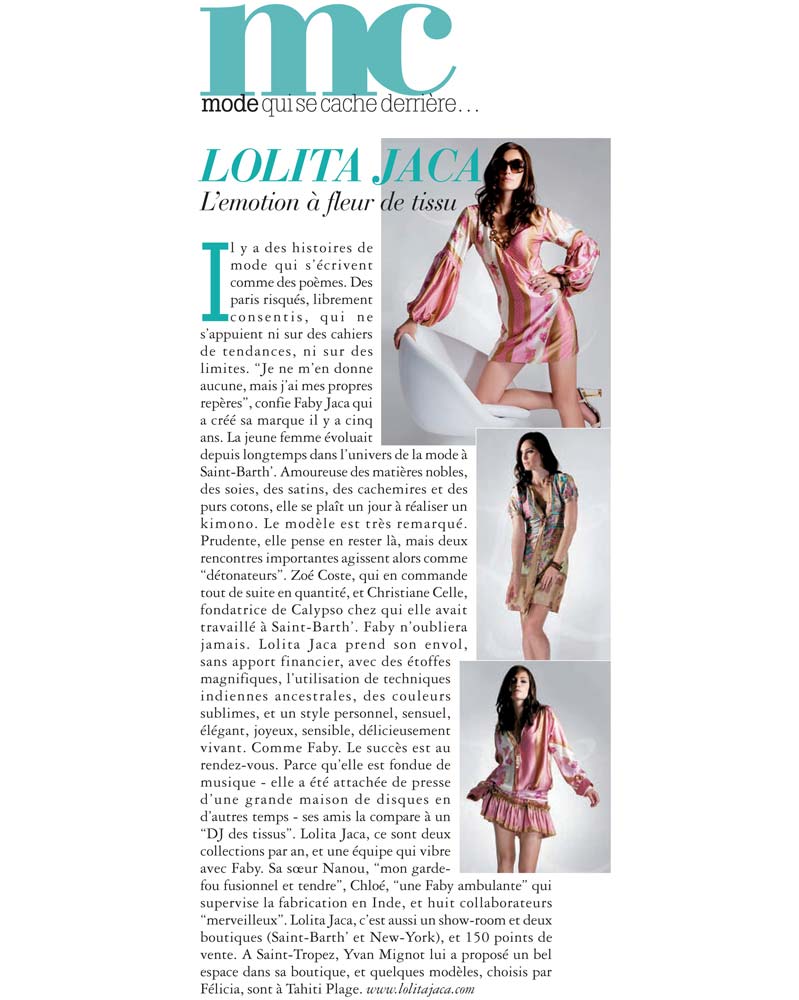 mc
mode qui se cache derrière...
LOLITA JACA
L'emotion à fleur de tissu
Il y a des histoires de
mode qui s'écrivent
comme des poèmes. Des
paris risqués, librement
consentis, qui ne
s'appuient ni sur des cahiers
de tendances, ni sur des
limites. "Je ne m'en donne
aucune, mais j'ai mes propres
repères", confie Faby Jaca qui
a créé sa marque il y a cinq
ans. La jeune femme évoluait
depuis longtemps dans l'univers de la mode à
Saint-Barth'. Amoureuse des matières nobles,
des soies, des satins, des cachemires et des
purs cotons, elle se plaît un jour à réaliser un
kimono. Le modèle est très remarqué.
Prudente, elle pense en rester là, mais deux
rencontres importantes agissent alors comme
"détonateurs". Zoé Coste, qui en commande
tout de suite en quantité, et Christiane Celle,
fondatrice de Calypso chez qui elle avait
travaillé à Saint-Barth'. Faby n'oubliera
jamais. Lolita Jaca prend son envol,
sans apport financier, avec des étoffes
magnifiques, l'utilisation de techniques
indiennes ancestrales, des couleurs
sublimes, et un style personnel, sensuel,
élégant, joyeux, sensible, délicieusement
vivant. Comme Faby. Le succès est au
rendez-vous. Parce qu'elle est fondue de
musique - elle a été attachée de presse
d'une grande maison de disques en
d'autres temps - ses amis la compare à un
"DJ des tissus". Lolita Jaca, ce sont deux
collections par an, et une équipe qui vibre
avec Faby. Sa sœur Nanou, "mon garde-
fou fusionnel et tendre", Chloé, "une Faby ambulante" qui
supervise la fabrication en Inde, et huit collaborateurs
"merveilleux". Lolita Jaca, c'est aussi un show-room et deux
boutiques (Saint-Barth' et New-York), et 150 points de
vente. A Saint-Tropez, Yvan Mignot lui a proposé un bel
espace dans sa boutique, et quelques modèles, choisis par
Félicia, sont à Tahiti Plage. www.lolitajaca.com